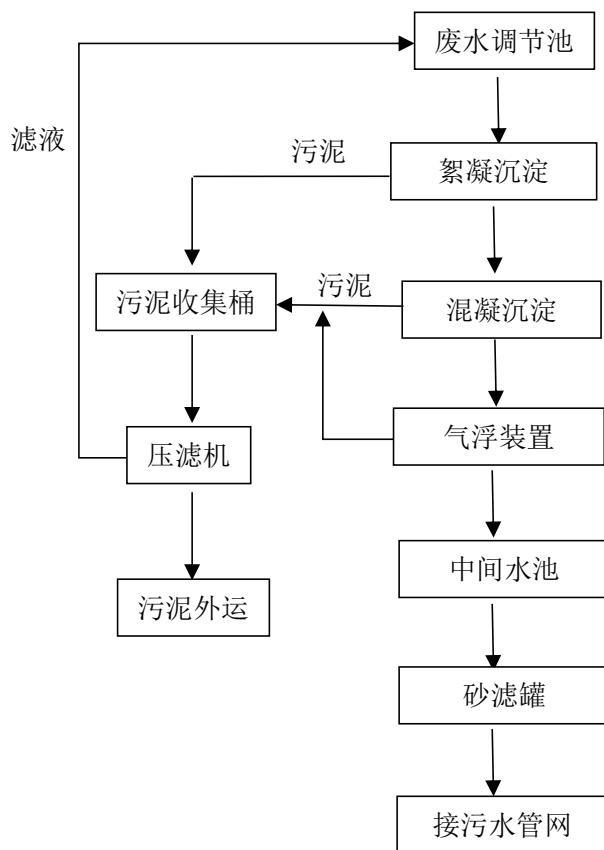 废水调节池
滤液
污泥
絮凝沉淀
污泥收集桶
污泥
混凝沉淀
压滤机
气浮装置
中间水池
污泥外运
砂滤罐
接污水管网